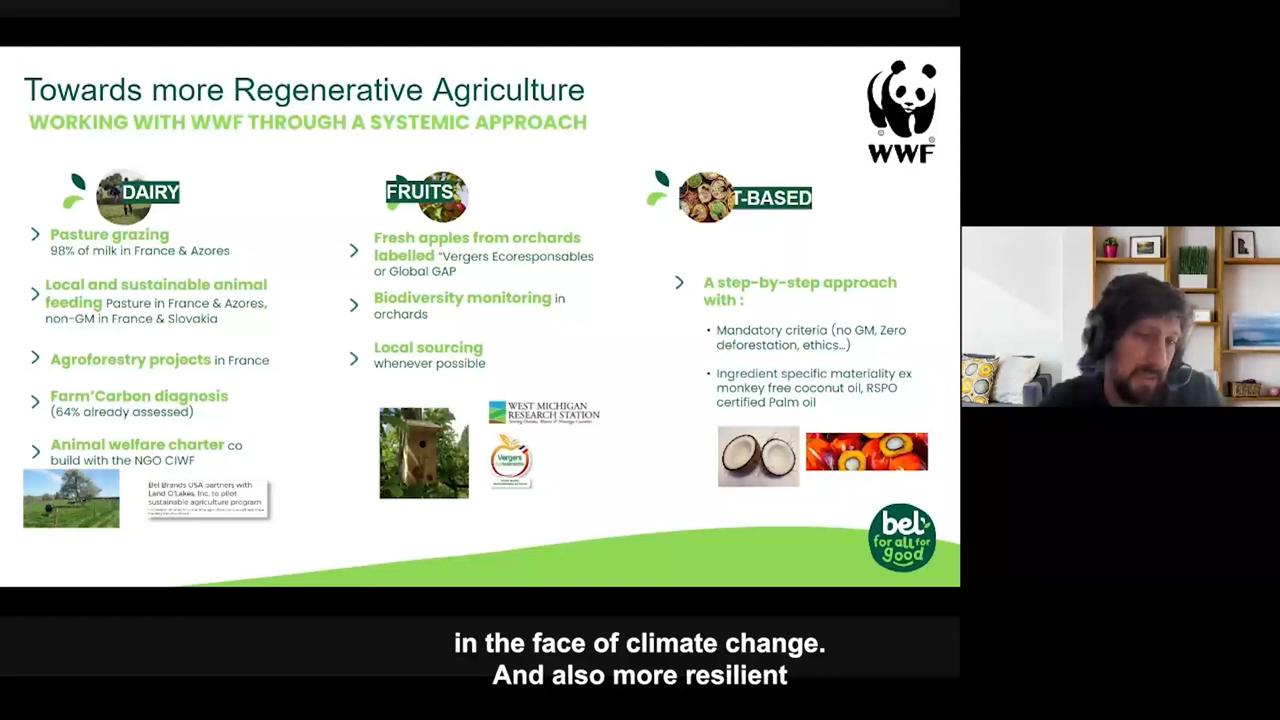 Towards more Regenerative Agriculture
WORKING WITH WWF THROUGH A SYSTEMIC APPROACH
WWF
DAIRY
Pasture grazing
98% of milk in France & Azores
Local and sustainable animal
feeding Pasture in France & Azores,
non-GM in France & Slovakia
Agroforestry projects in France
Farm'Carbon diagnosis
(64% already assessed)
Animal welfare charter co
build with the NGO CIWF
Bel Brands USA partners with
Land O'Lakes, Inc. to pilot
sustainable agriculture program
FRUITS
Fresh apples from orchards
labelled "Vergers Ecoresponsables
or Global GAP
Biodiversity monitoring in
orchards
Local sourcing
whenever possible
WEST MICHIGAN
RESEARCH STATION
Vergers
T-BASED
A step-by-step approach
with :
• Mandatory criteria (no GM, Zero
deforestation, ethics...)
• Ingredient specific materiality ex
monkey free coconut oil, RSPO
certified Palm oil
bel
for all for
good
in the face of climate change.
And also more resilient